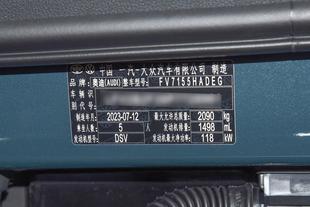 中国 一汽-大众汽车有限公司 制造
品牌 奥迪(AUDI) 整车型号 FV7155HADEG
车辆识别代号
制造年月 2023-07-12 最大允许总质量 2090 kg
乘坐人数 5 人 发动机排量 1498 mL
发动机型号 DSV 发动机最大净功率 118 kW